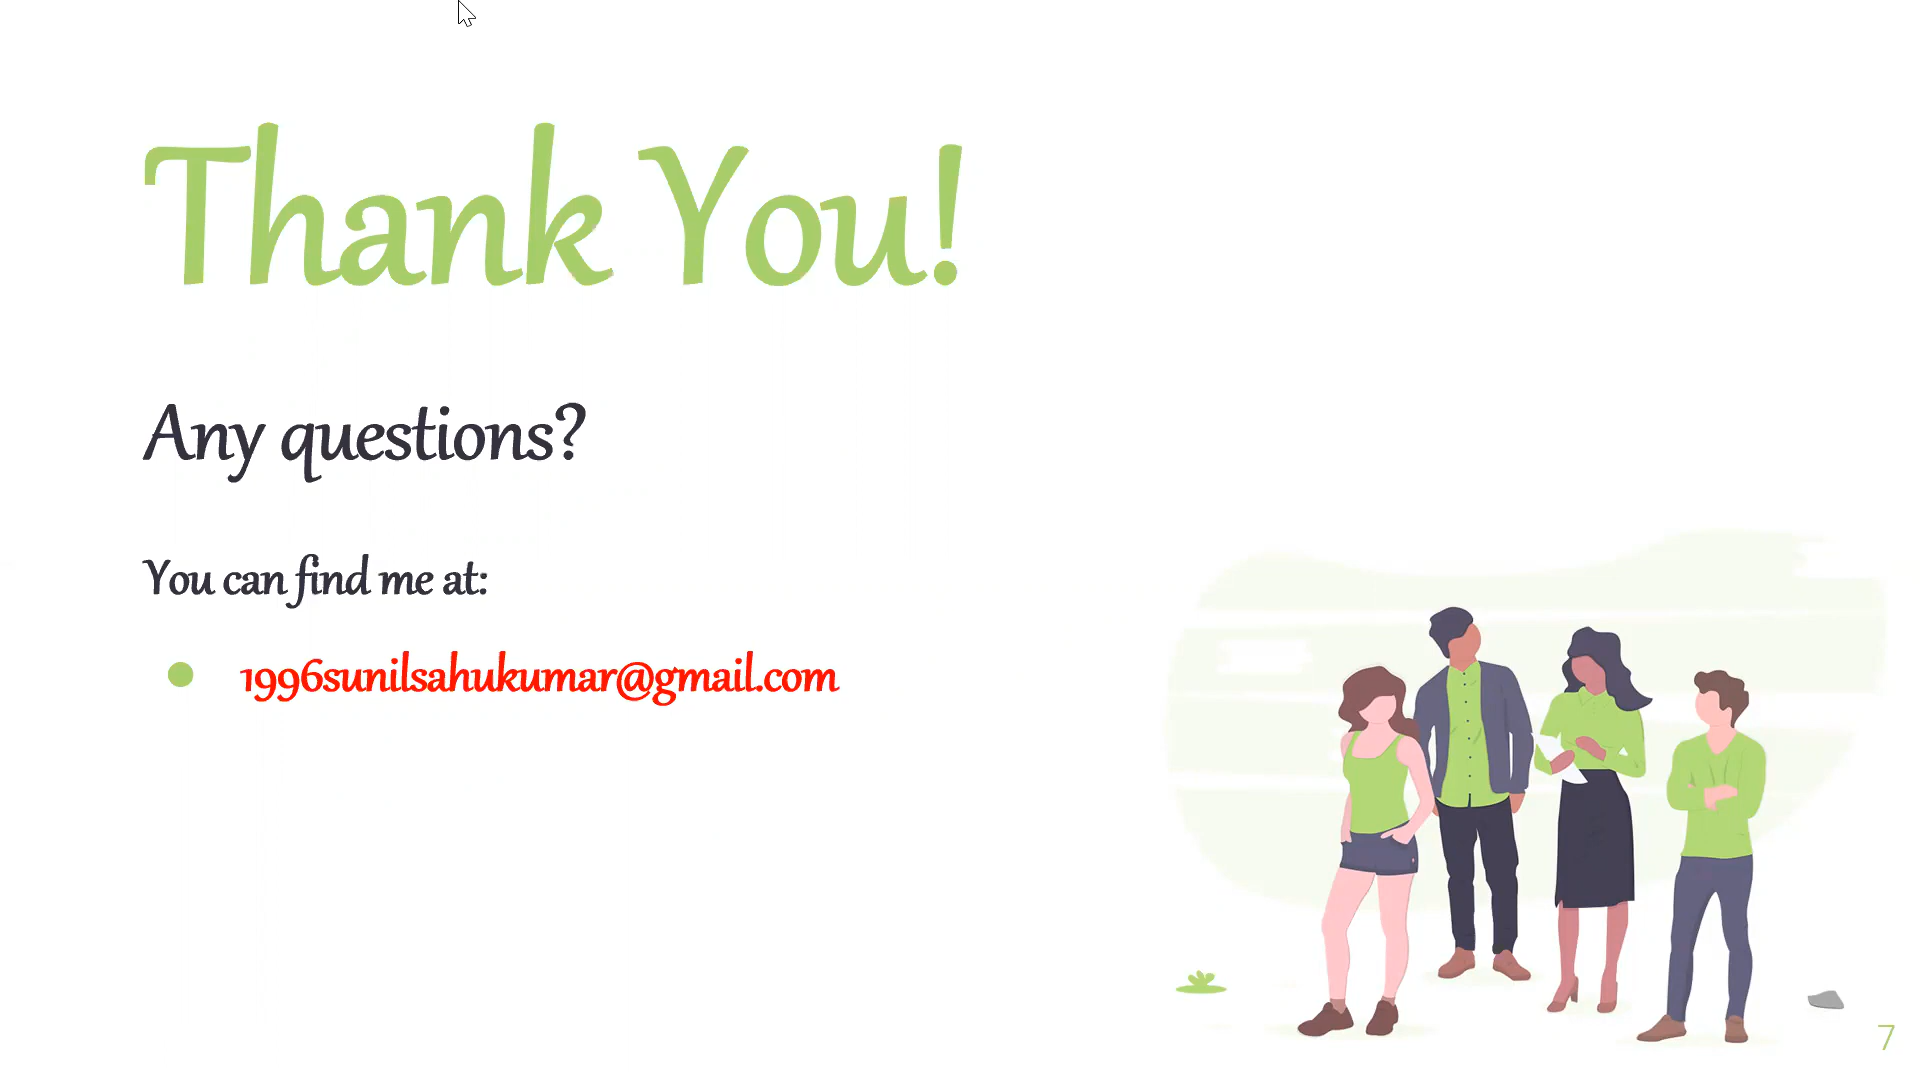 Thank You!
Any questions?
You can find me at:
1996sunilsahukumar@gmail.com
7